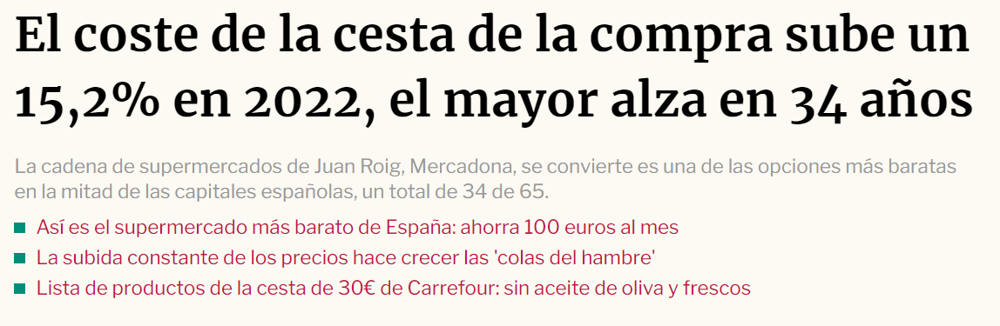 El coste de la cesta de la compra sube un
15,2% en 2022, el mayor alza en 34 años
La cadena de supermercados de Juan Roig, Mercadona, se convierte es una de las opciones más baratas
en la mitad de las capitales españolas, un total de 34 de 65.
Así es el supermercado más barato de España: ahorra 100 euros al mes
La subida constante de los precios hace crecer las 'colas del hambre'
Lista de productos de la cesta de 30€ de Carrefour: sin aceite de oliva y frescos